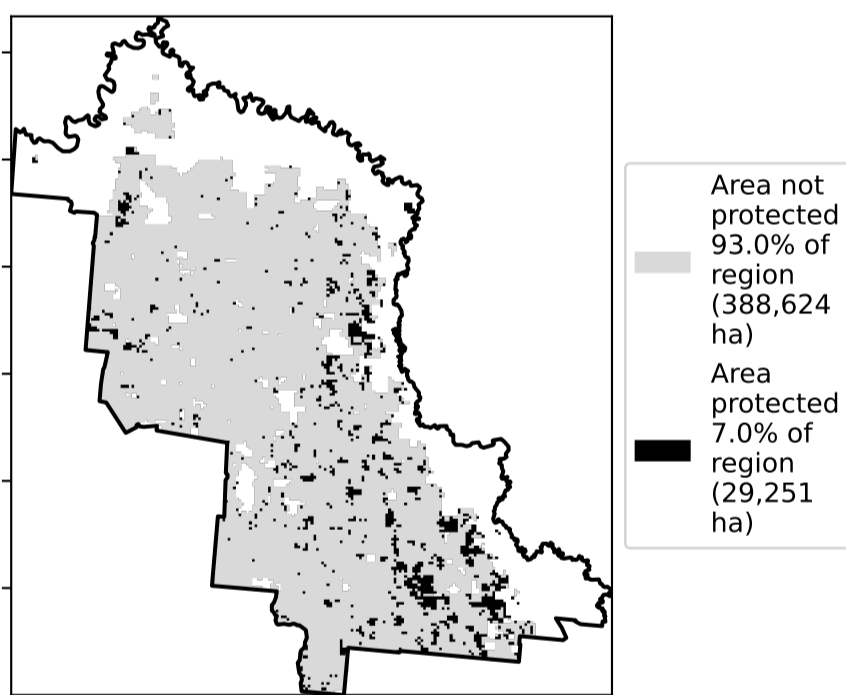 Area not
protected
93.0% of
region
(388,624
ha)
Area
protected
7.0% of
region
(29,251
ha)